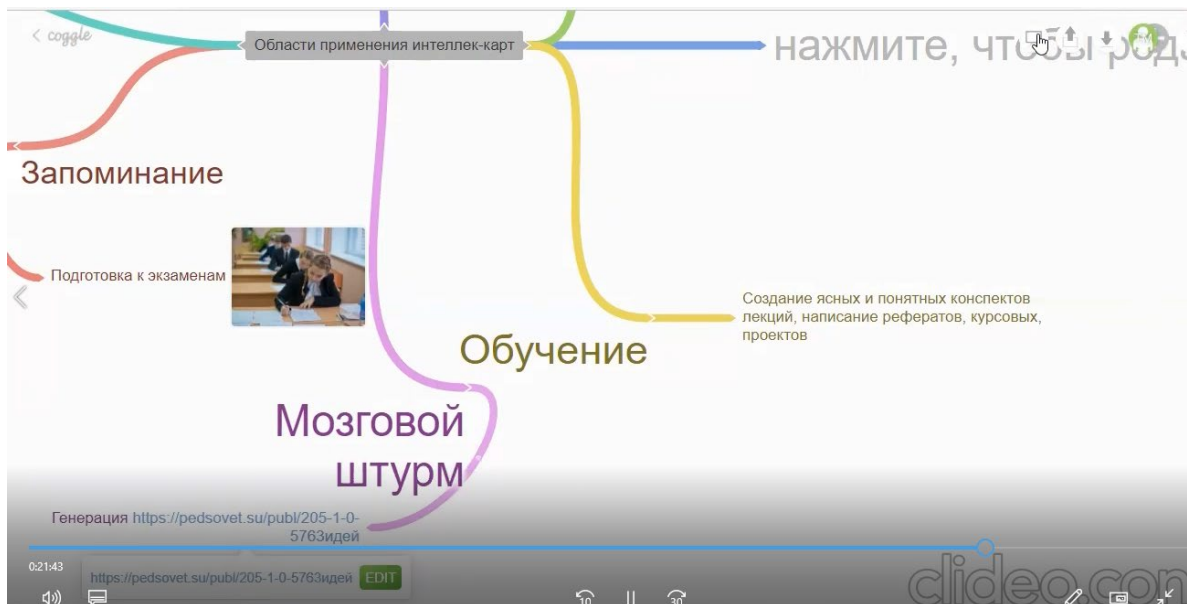 coggle
Области применения интеллек-карт
нажмите, чтобы
Запоминание
Подготовка к экзаменам
Создание ясных и понятных конспектов
лекций, написание рефератов, курсовых,
проектов
Обучение
Мозговой
штурм
Генерация https://pedsovet.su/publ/205-1-0-
5763идей
0:21:43
https://pedsovet.su/publ/205-1-0-5763идей EDIT
clideo.com
10
30